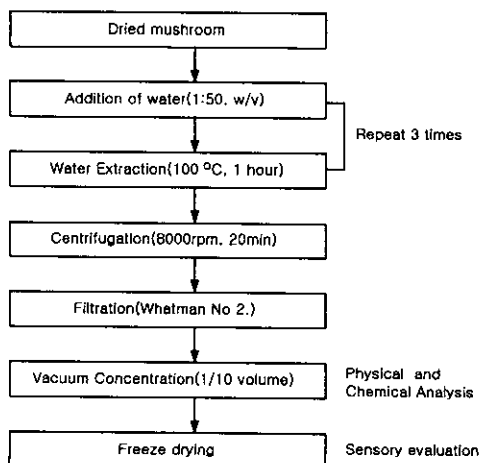 Dried mushroom
Addition of water(1:50, w/v)
Repeat 3 times
Water Extraction(100 ºC, 1 hour)
Centrifugation(8000rpm, 20min)
Filtration(Whatman No 2.)
Vacuum Concentration(1/10 volume)
Physical and
Chemical Analysis
Freeze drying
Sensory evaluation